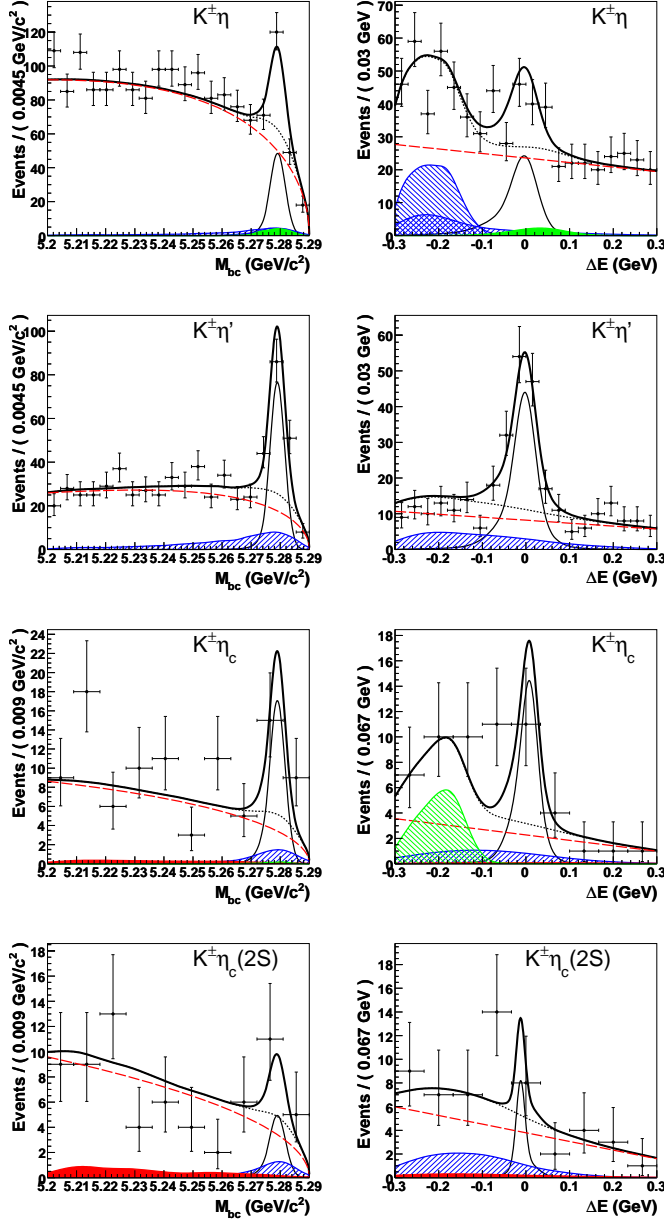 K±η
Events / ( 0.0045 GeV/c² )
120
100
80
60
40
20
0
5.2 5.21 5.22 5.23 5.24 5.25 5.26 5.27 5.28 5.29
M_bc (GeV/c²)
K±η
Events / ( 0.03 GeV )
70
60
50
40
30
20
10
0
-0.3 -0.2 -0.1 0 0.1 0.2 0.3
ΔE (GeV)
K±η’
Events / ( 0.0045 GeV/c² )
100
80
60
40
20
0
5.2 5.21 5.22 5.23 5.24 5.25 5.26 5.27 5.28 5.29
M_bc (GeV/c²)
K±η’
Events / ( 0.03 GeV )
60
50
40
30
20
10
0
-0.3 -0.2 -0.1 0 0.1 0.2 0.3
ΔE (GeV)
K±η_c
Events / ( 0.009 GeV/c² )
24
22
20
18
16
14
12
10
8
6
4
2
0
5.2 5.21 5.22 5.23 5.24 5.25 5.26 5.27 5.28 5.29
M_bc (GeV/c²)
K±η_c
Events / ( 0.067 GeV )
18
16
14
12
10
8
6
4
2
0
-0.3 -0.2 -0.1 0 0.1 0.2 0.3
ΔE (GeV)
K±η_c(2S)
Events / ( 0.009 GeV/c² )
18
16
14
12
10
8
6
4
2
0
5.2 5.21 5.22 5.23 5.24 5.25 5.26 5.27 5.28 5.29
M_bc (GeV/c²)
K±η_c(2S)
Events / ( 0.067 GeV )
18
16
14
12
10
8
6
4
2
0
-0.3 -0.2 -0.1 0 0.1 0.2 0.3
ΔE (GeV)